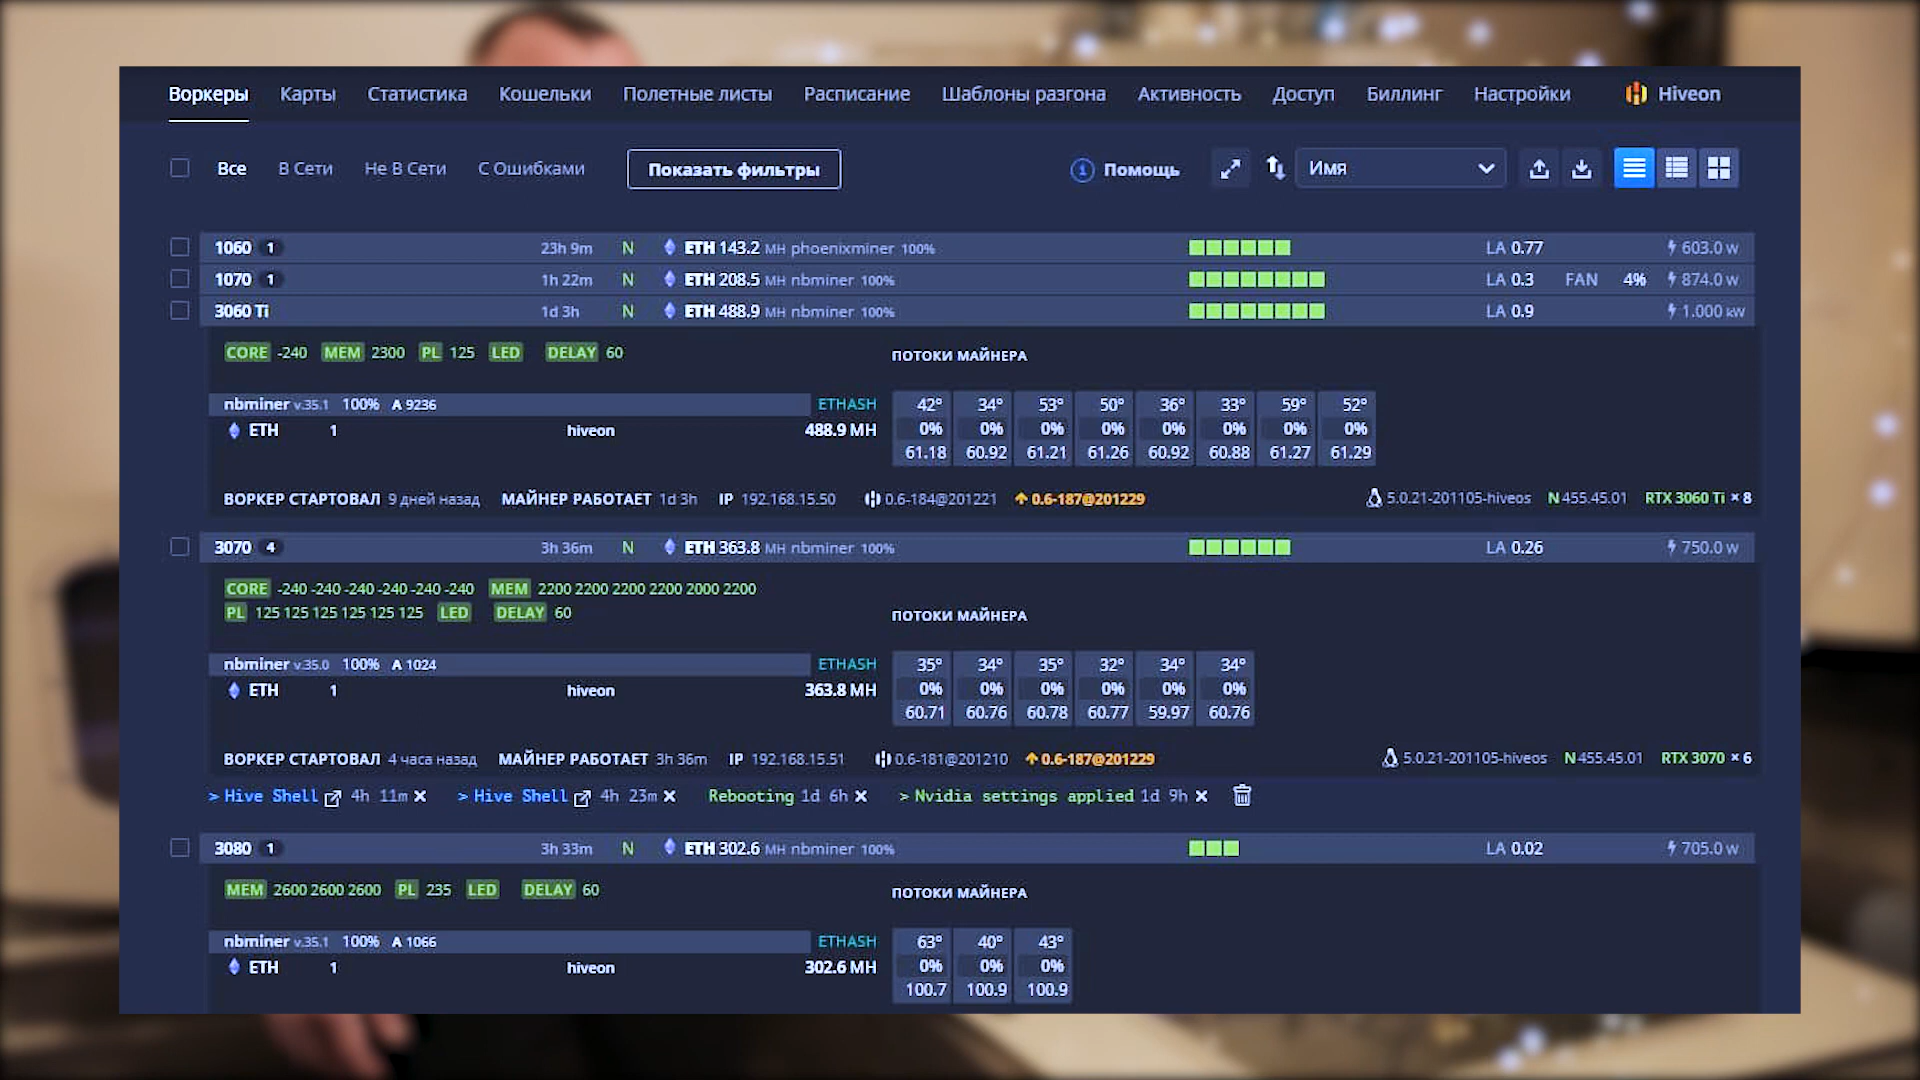 Воркеры Карты Статистика Кошельки Полетные листы Расписание Шаблоны разгона Активность Доступ Биллинг Настройки Hiveon
Все В Сети Не В Сети С Ошибками Показать фильтры Помощь Имя
1060 1 23h 9m N ETH 143.2 MH phoenixminer 100% LA 0.77 603.0 W
1070 1 1h 22m N ETH 208.5 MH nbminer 100% LA 0.3 FAN 4% 874.0 W
3060 Ti 1d 3h N ETH 488.9 MH nbminer 100% LA 0.9 1.000 kW
CORE -240 MEM 2300 PL 125 LED DELAY 60
ПОТОКИ МАЙНЕРА
nbminer v.35.1 100% A 9236 ETHASH 42° 34° 53° 50° 36° 33° 59° 52°
ETH 1 hiveon 488.9 MH 0% 0% 0% 0% 0% 0% 0% 0%
61.18 60.92 61.21 61.26 60.92 60.88 61.27 61.29
ВОРКЕР СТАРТОВАЛ 9 дней назад МАЙНЕР РАБОТАЕТ 1d 3h IP 192.168.15.50 0.6-184@201221 0.6-187@201229 5.0.21-201105-hiveos N 455.45.01 RTX 3060 Ti × 8
3070 4 3h 36m N ETH 363.8 MH nbminer 100% LA 0.26 750.0 W
CORE -240 -240 -240 -240 -240 -240 MEM 2200 2200 2200 2200 2000 2200
PL 125 125 125 125 125 125 LED DELAY 60
ПОТОКИ МАЙНЕРА
nbminer v.35.0 100% A 1024 ETHASH 35° 34° 35° 32° 34° 34°
ETH 1 hiveon 363.8 MH 0% 0% 0% 0% 0% 0%
60.71 60.76 60.78 60.77 59.97 60.76
ВОРКЕР СТАРТОВАЛ 4 часа назад МАЙНЕР РАБОТАЕТ 3h 36m IP 192.168.15.51 0.6-181@201210 0.6-187@201229 5.0.21-201105-hiveos N 455.45.01 RTX 3070 × 6
> Hive Shell 4h 11m × > Hive Shell 4h 23m × Rebooting 1d 6h × > Nvidia settings applied 1d 9h ×
3080 1 3h 33m N ETH 302.6 MH nbminer 100% LA 0.02 705.0 W
MEM 2600 2600 2600 PL 235 LED DELAY 60
ПОТОКИ МАЙНЕРА
nbminer v.35.1 100% A 1066 ETHASH 63° 40° 43°
ETH 1 hiveon 302.6 MH 0% 0% 0%
100.7 100.9 100.9